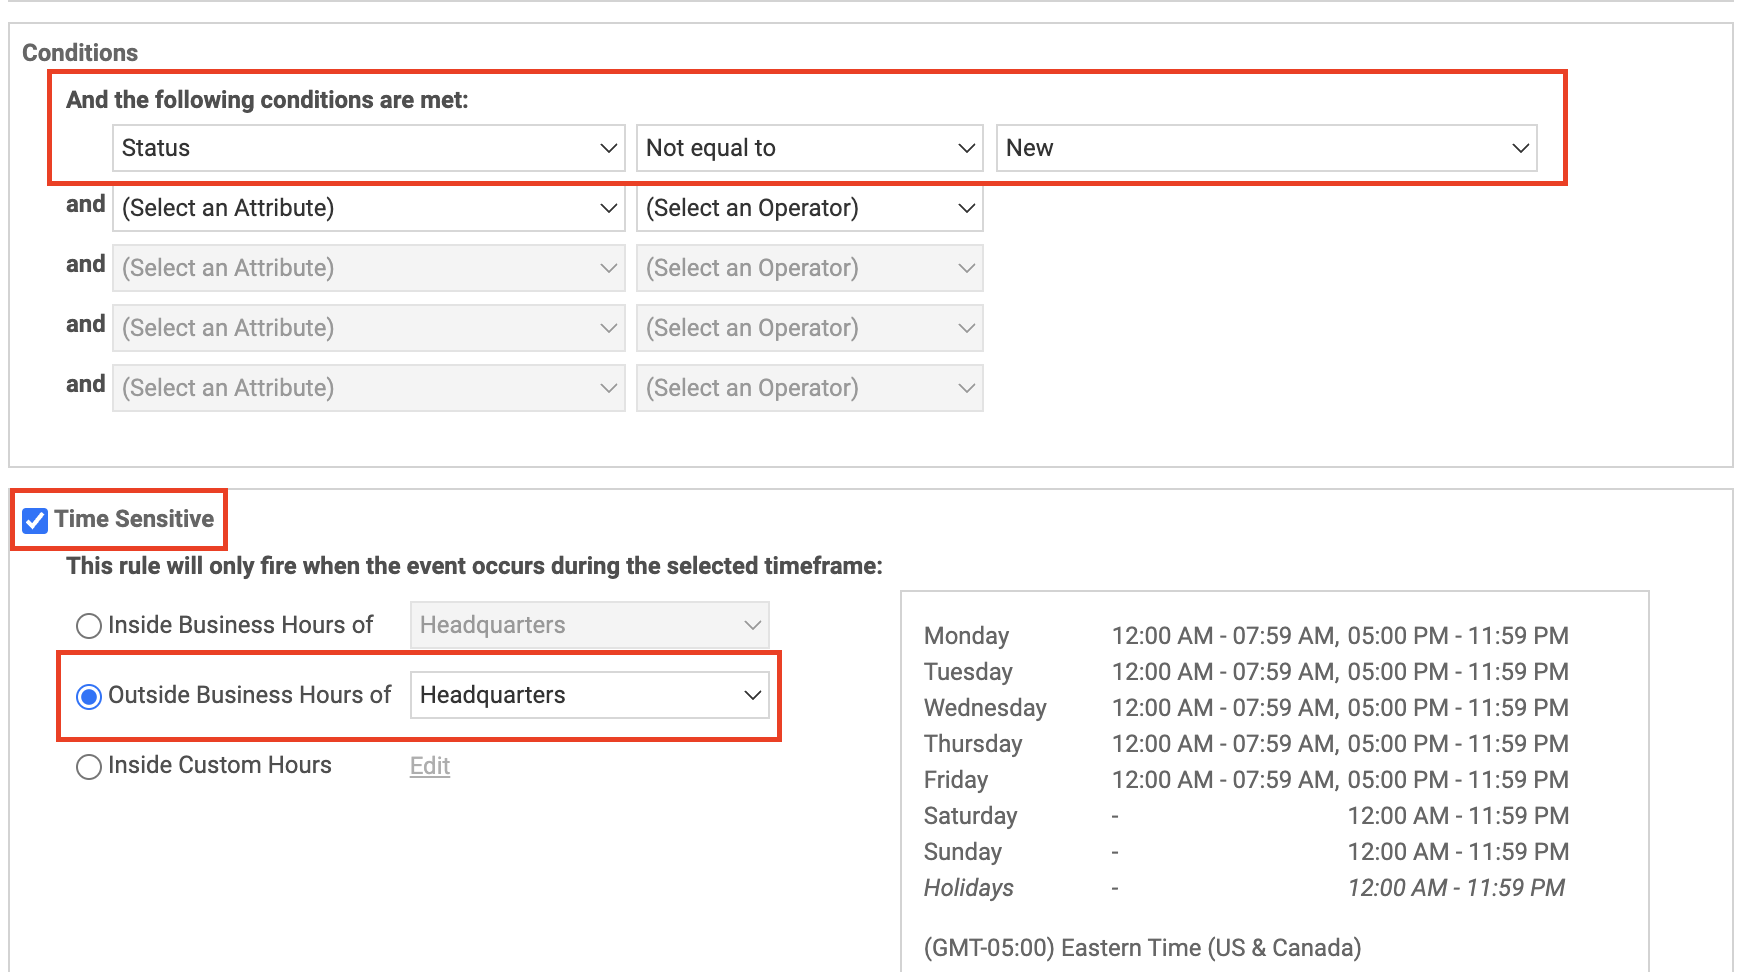 Conditions
And the following conditions are met:
Status Not equal to New
and (Select an Attribute) (Select an Operator)
and (Select an Attribute) (Select an Operator)
and (Select an Attribute) (Select an Operator)
and (Select an Attribute) (Select an Operator)
Time Sensitive
This rule will only fire when the event occurs during the selected timeframe:
Inside Business Hours of Headquarters
Outside Business Hours of Headquarters
Inside Custom Hours Edit
Monday 12:00 AM - 07:59 AM, 05:00 PM - 11:59 PM
Tuesday 12:00 AM - 07:59 AM, 05:00 PM - 11:59 PM
Wednesday 12:00 AM - 07:59 AM, 05:00 PM - 11:59 PM
Thursday 12:00 AM - 07:59 AM, 05:00 PM - 11:59 PM
Friday 12:00 AM - 07:59 AM, 05:00 PM - 11:59 PM
Saturday - 12:00 AM - 11:59 PM
Sunday - 12:00 AM - 11:59 PM
Holidays - 12:00 AM - 11:59 PM
(GMT-05:00) Eastern Time (US & Canada)